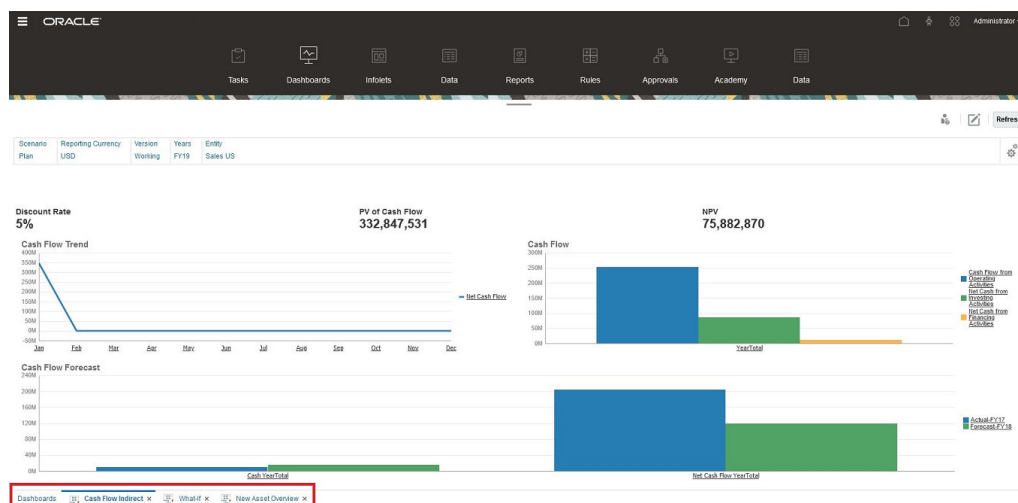 ORACLE
Administrator
Tasks Dashboards Infolets Data Reports Rules Approvals Academy Data
Refres
Scenario Reporting Currency Version Years Entity
Plan USD Working FY19 Sales US
Discount Rate PV of Cash Flow NPV
5% 332,847,531 75,882,870
Cash Flow Trend
400M
350M
300M
250M
200M
150M
100M
50M
0M
-50M
Jan Feb Mar Apr May Jun Jul Aug Sep Oct Nov Dec
Net Cash Flow
Cash Flow
300M
250M
200M
150M
100M
50M
0M
YearTotal
Cash Flow from
Operating
Activities
Net Cash from
Investing
Activities
Net Cash from
Financing
Activities
Cash Flow Forecast
240M
200M
160M
120M
80M
40M
0M
Cash YearTotal Net Cash Flow YearTotal
Actual-FY17
Forecast-FY18
Dashboards Cash Flow Indirect × What-If × New Asset Overview ×